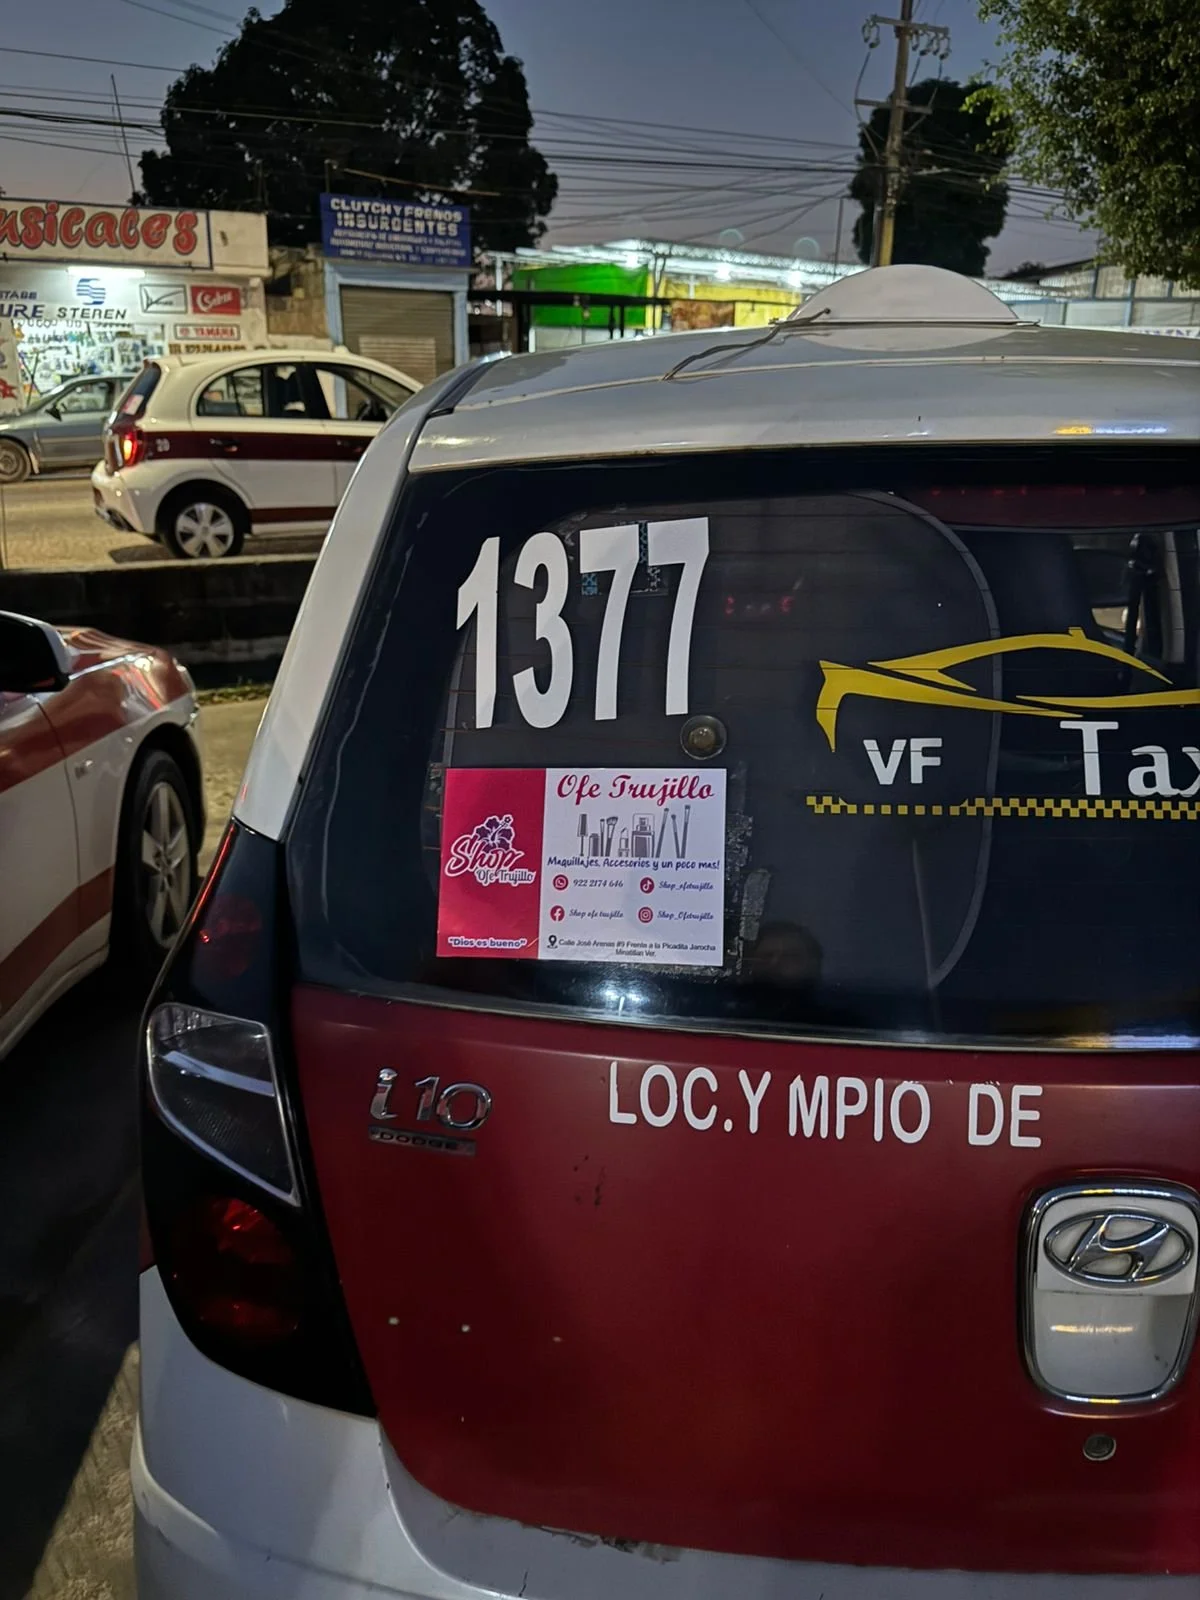 usicales
CLUTCH Y FRENOS
INSURGENTES
STEREN
YAMAHA
20
1377
VF
Tax
Ofe Trujillo
Shop
Ofe Trujillo
Maquillajes, Accesorios y un poco mas!
922 2174 646
Shop_ofetrujillo
Shop ofe trujillo
Shop_Ofetrujillo
"Dios es bueno"
Calle José Arenas #9 Frente a la Picadita Jarocha
Minatitlan Ver.
i10
DODGE
LOC.Y MPIO DE